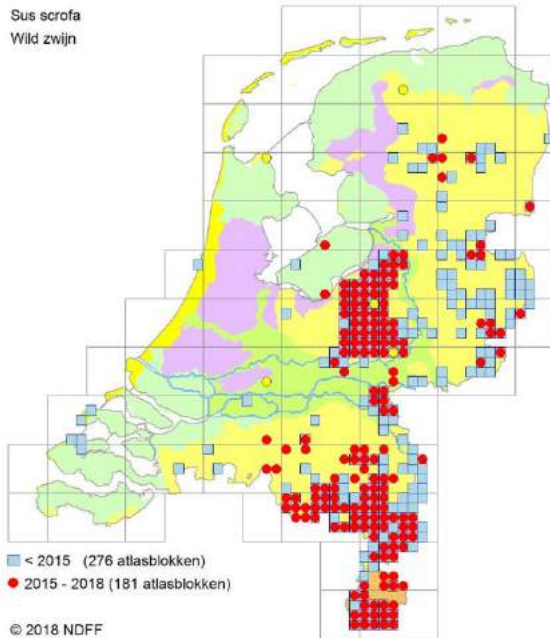 Sus scrofa
Wild zwijn
< 2015 (276 atlasblokken)
2015 - 2018 (181 atlasblokken)
© 2018 NDFF